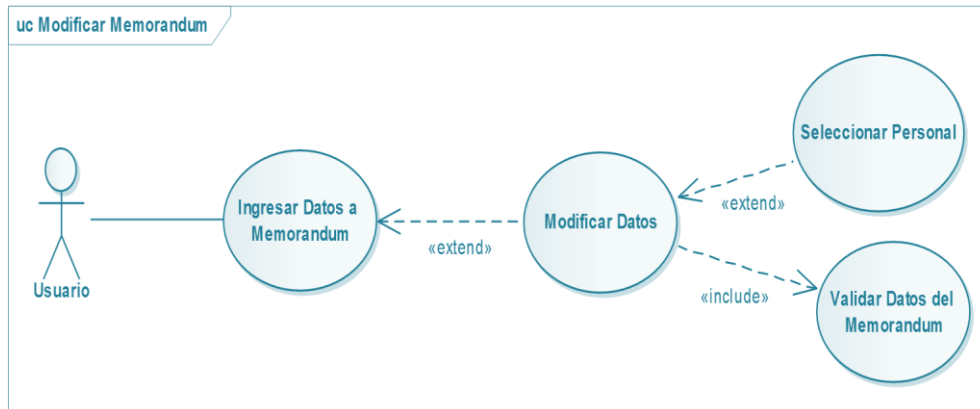 uc Modificar Memorandum
Seleccionar Personal
«extend»
Ingresar Datos a
Memorandum
Modificar Datos
«extend»
«include»
Validar Datos del
Memorandum
Usuario